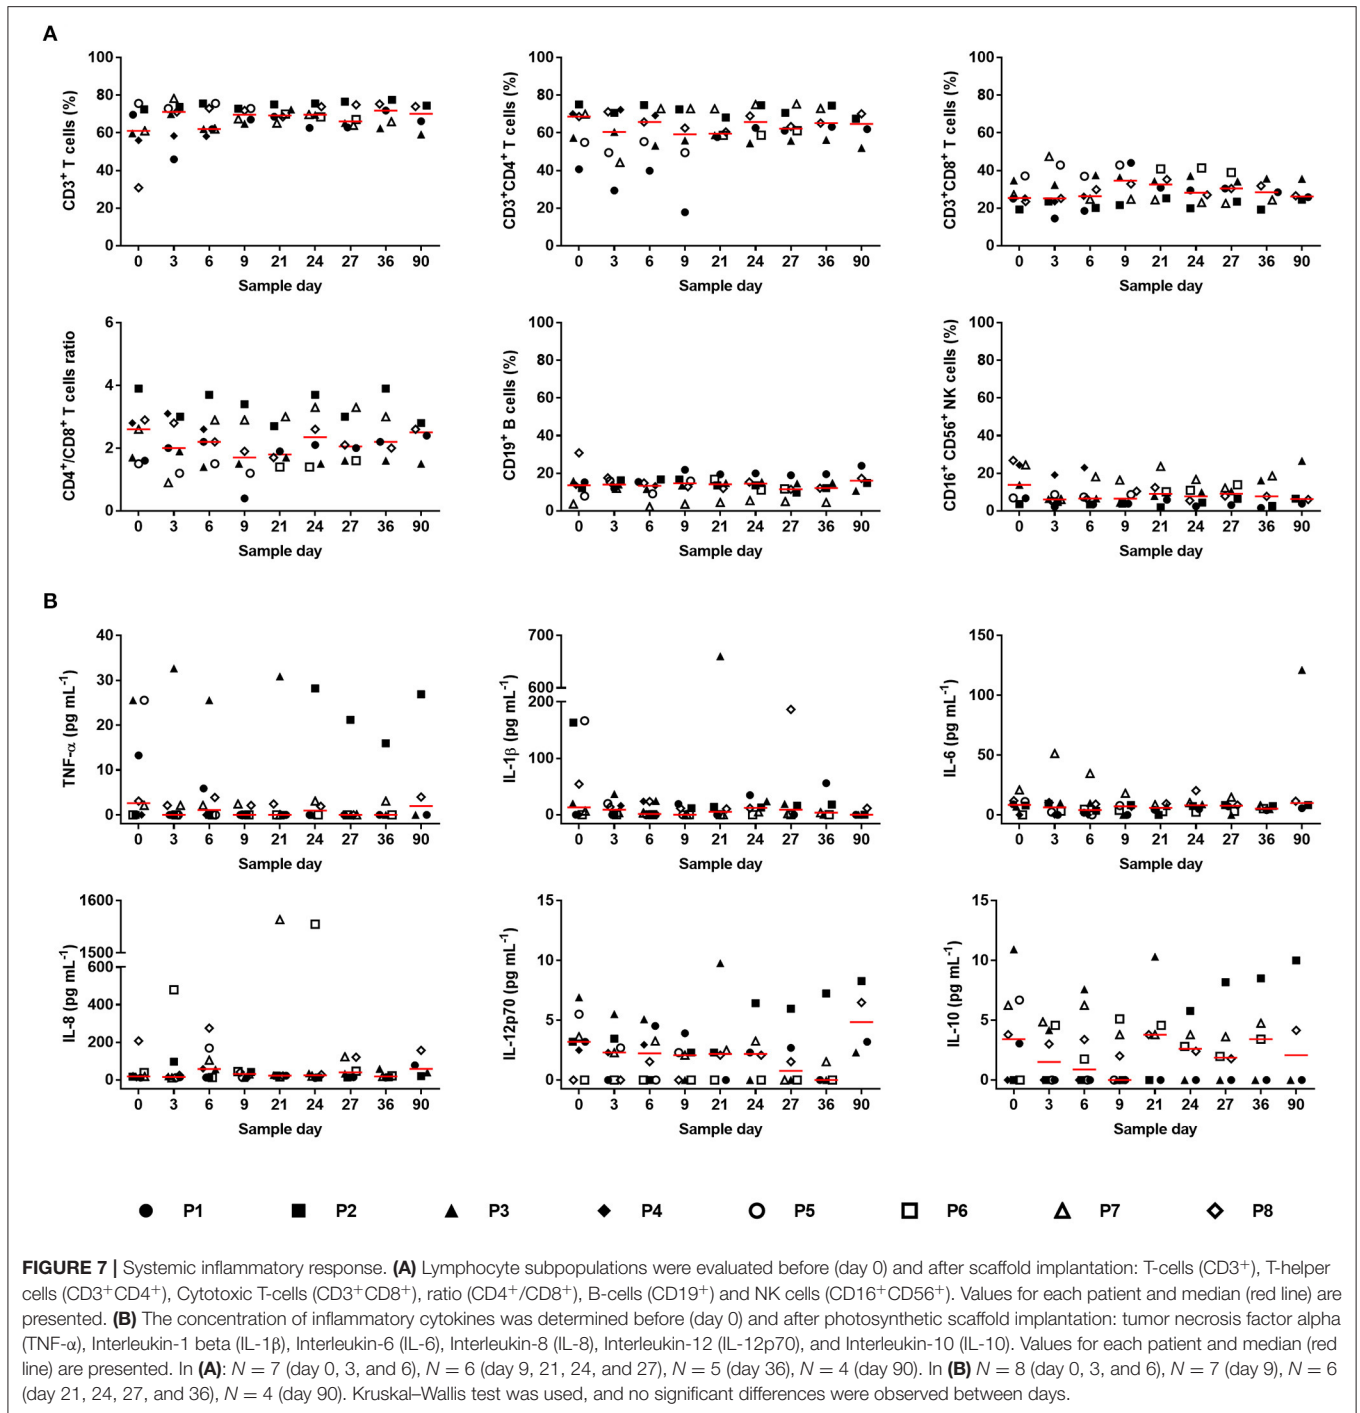 A
CD3+ T cells (%)
100
80
60
40
20
0
0 3 6 9 21 24 27 36 90
Sample day
CD3+CD4+ T cells (%)
100
80
60
40
20
0
0 3 6 9 21 24 27 36 90
Sample day
CD3+CD8+ T cells (%)
100
80
60
40
20
0
0 3 6 9 21 24 27 36 90
Sample day
CD4+/CD8+ T cells ratio
6
4
2
0
0 3 6 9 21 24 27 36 90
Sample day
CD19+ B cells (%)
100
80
60
40
20
0
0 3 6 9 21 24 27 36 90
Sample day
CD16+ CD56+ NK cells (%)
100
80
60
40
20
0
0 3 6 9 21 24 27 36 90
Sample day
B
TNF-α (pg mL-1)
40
30
20
10
0
0 3 6 9 21 24 27 36 90
Sample day
IL-1β (pg mL-1)
700
600
200
100
0
0 3 6 9 21 24 27 36 90
Sample day
IL-6 (pg mL-1)
150
100
50
0
0 3 6 9 21 24 27 36 90
Sample day
IL-8 (pg mL-1)
1600
1500
600
400
200
0
0 3 6 9 21 24 27 36 90
Sample day
IL-12p70 (pg mL-1)
15
10
5
0
0 3 6 9 21 24 27 36 90
Sample day
IL-10 (pg mL-1)
15
10
5
0
0 3 6 9 21 24 27 36 90
Sample day
P1 P2 P3 P4 P5 P6 P7 P8
FIGURE 7 | Systemic inflammatory response. (A) Lymphocyte subpopulations were evaluated before (day 0) and after scaffold implantation: T-cells (CD3+), T-helper
cells (CD3+CD4+), Cytotoxic T-cells (CD3+CD8+), ratio (CD4+/CD8+), B-cells (CD19+) and NK cells (CD16+CD56+). Values for each patient and median (red line) are
presented. (B) The concentration of inflammatory cytokines was determined before (day 0) and after photosynthetic scaffold implantation: tumor necrosis factor alpha
(TNF-α), Interleukin-1 beta (IL-1β), Interleukin-6 (IL-6), Interleukin-8 (IL-8), Interleukin-12 (IL-12p70), and Interleukin-10 (IL-10). Values for each patient and median (red
line) are presented. In (A): N = 7 (day 0, 3, and 6), N = 6 (day 9, 21, 24, and 27), N = 5 (day 36), N = 4 (day 90). In (B) N = 8 (day 0, 3, and 6), N = 7 (day 9), N = 6
(day 21, 24, 27, and 36), N = 4 (day 90). Kruskal–Wallis test was used, and no significant differences were observed between days.